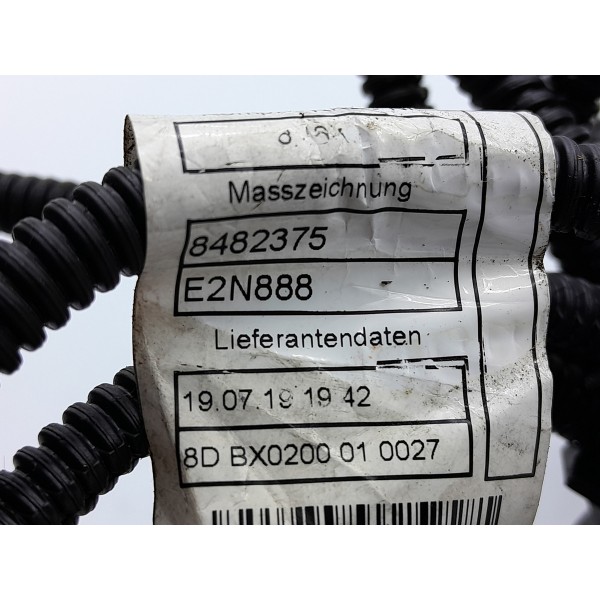 Masszeichnung
8482375
E2N888
Lieferantendaten
19.07.19 19 42
8D BX0200 01 0027